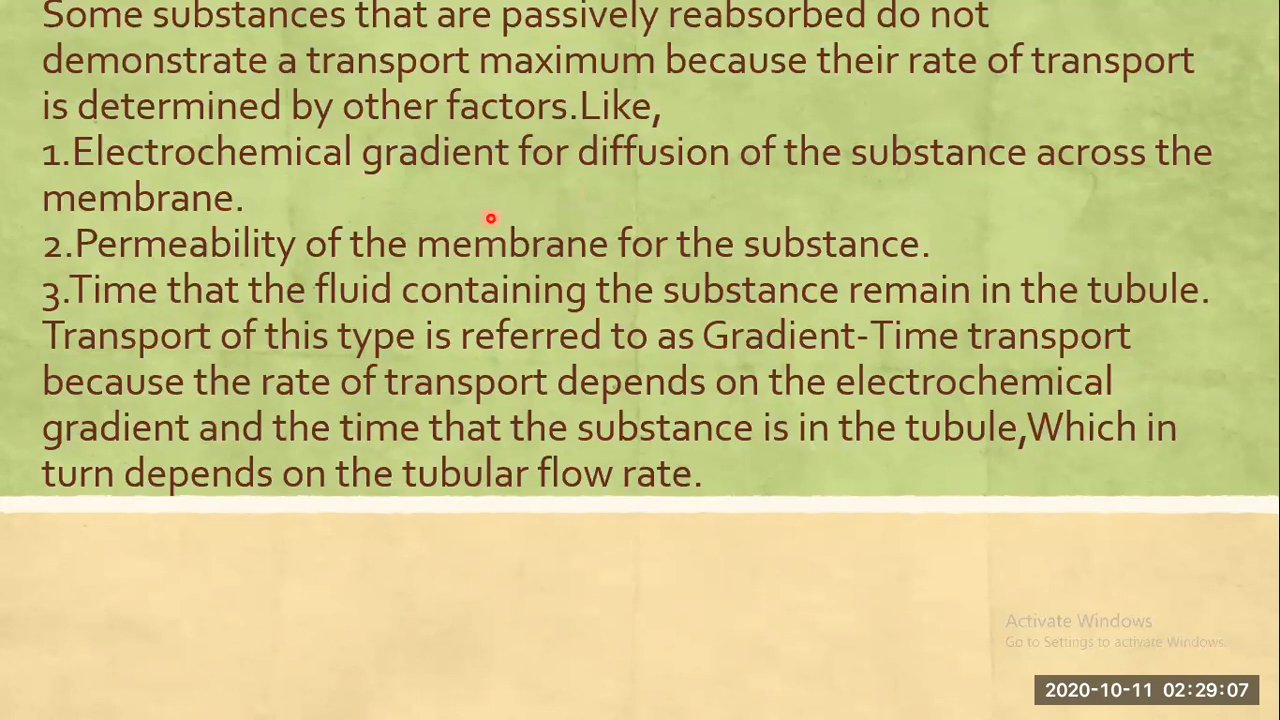 Some substances that are passively reabsorbed do not
demonstrate a transport maximum because their rate of transport
is determined by other factors.Like,
1.Electrochemical gradient for diffusion of the substance across the
membrane.
2.Permeability of the membrane for the substance.
3.Time that the fluid containing the substance remain in the tubule.
Transport of this type is referred to as Gradient-Time transport
because the rate of transport depends on the electrochemical
gradient and the time that the substance is in the tubule,Which in
turn depends on the tubular flow rate.
Activate Windows
Go to Settings to activate Windows.
2020-10-11 02:29:07